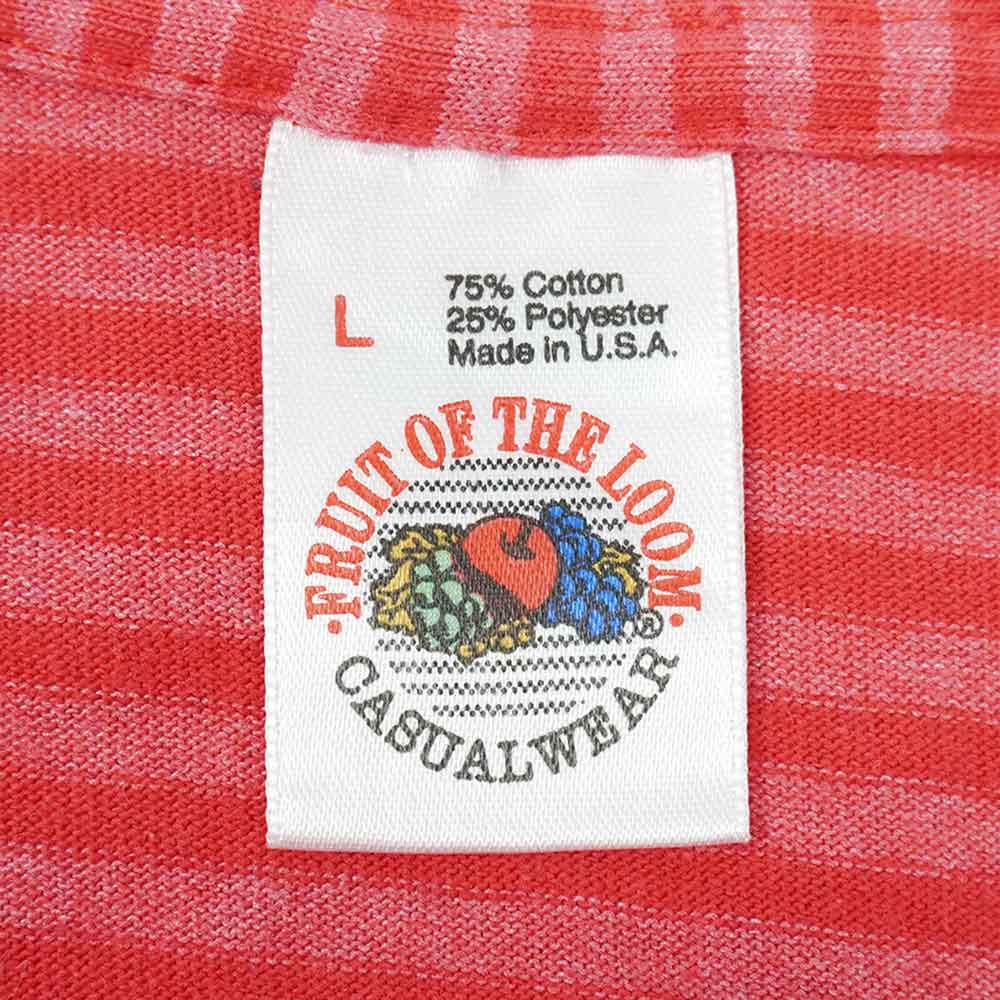 L
75% Cotton
25% Polyester
Made in U.S.A.
·FRUIT OF THE LOOM·
®
CASUALWEAR